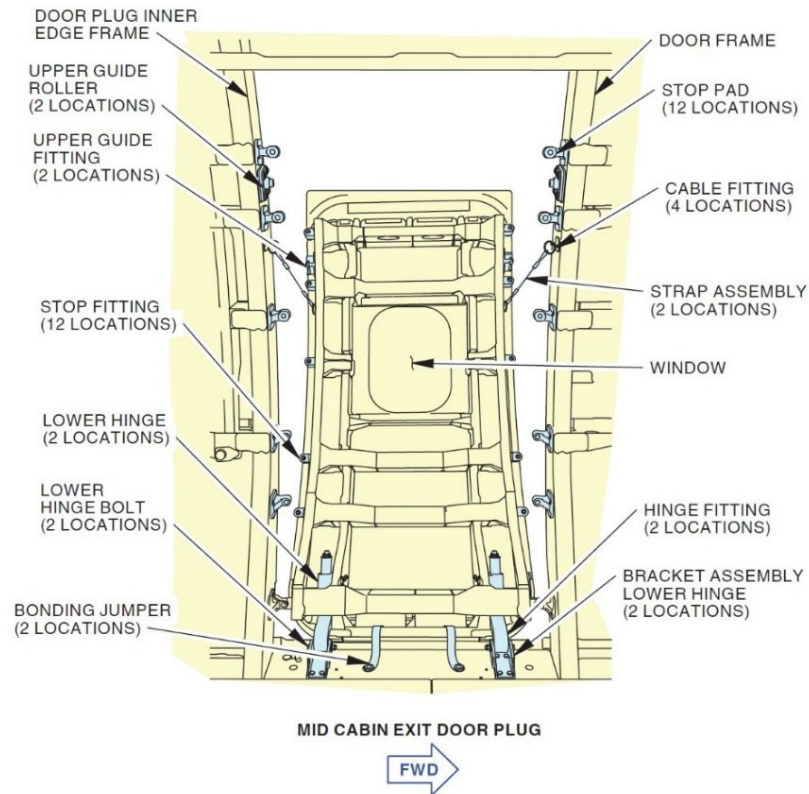 DOOR PLUG INNER
EDGE FRAME
UPPER GUIDE
ROLLER
(2 LOCATIONS)
UPPER GUIDE
FITTING
(2 LOCATIONS)
STOP FITTING
(12 LOCATIONS)
LOWER HINGE
(2 LOCATIONS)
LOWER
HINGE BOLT
(2 LOCATIONS)
BONDING JUMPER
(2 LOCATIONS)
DOOR FRAME
STOP PAD
(12 LOCATIONS)
CABLE FITTING
(4 LOCATIONS)
STRAP ASSEMBLY
(2 LOCATIONS)
WINDOW
HINGE FITTING
(2 LOCATIONS)
BRACKET ASSEMBLY
LOWER HINGE
(2 LOCATIONS)
MID CABIN EXIT DOOR PLUG
FWD